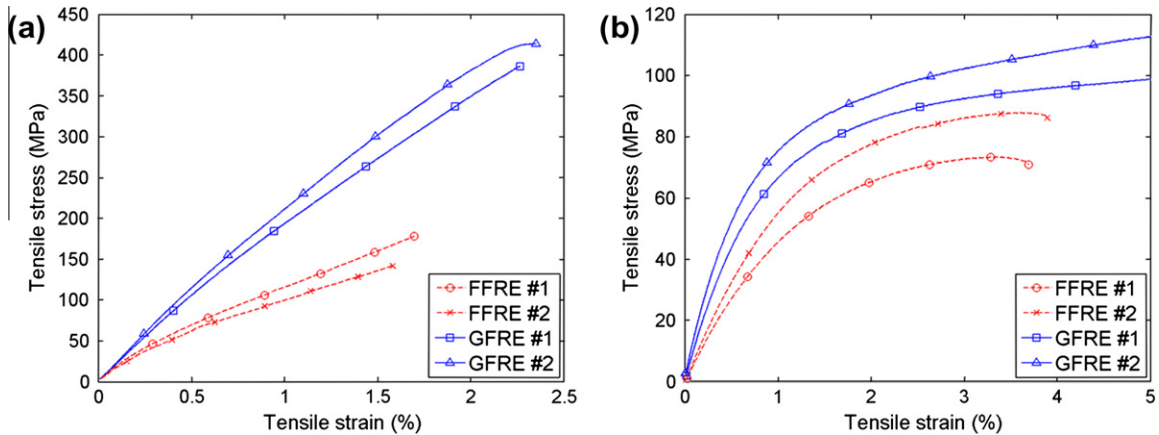 (a)
Tensile stress (MPa)
450
400
350
300
250
200
150
100
50
0
0
0.5
1
1.5
2
2.5
Tensile strain (%)
FFRE #1
FFRE #2
GFRE #1
GFRE #2
(b)
Tensile stress (MPa)
120
100
80
60
40
20
0
0
1
2
3
4
5
Tensile strain (%)
FFRE #1
FFRE #2
GFRE #1
GFRE #2